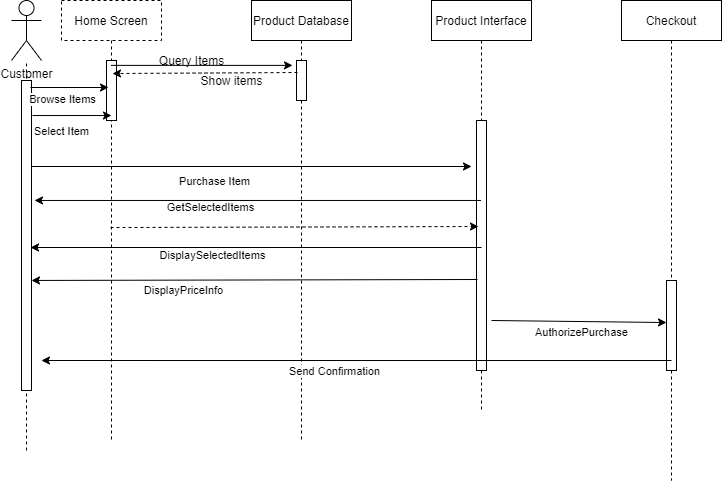 Home Screen
Product Database
Product Interface
Checkout
Customer
Query Items
Show items
Browse Items
Select Item
Purchase Item
GetSelectedItems
DisplaySelectedItems
DisplayPriceInfo
AuthorizePurchase
Send Confirmation